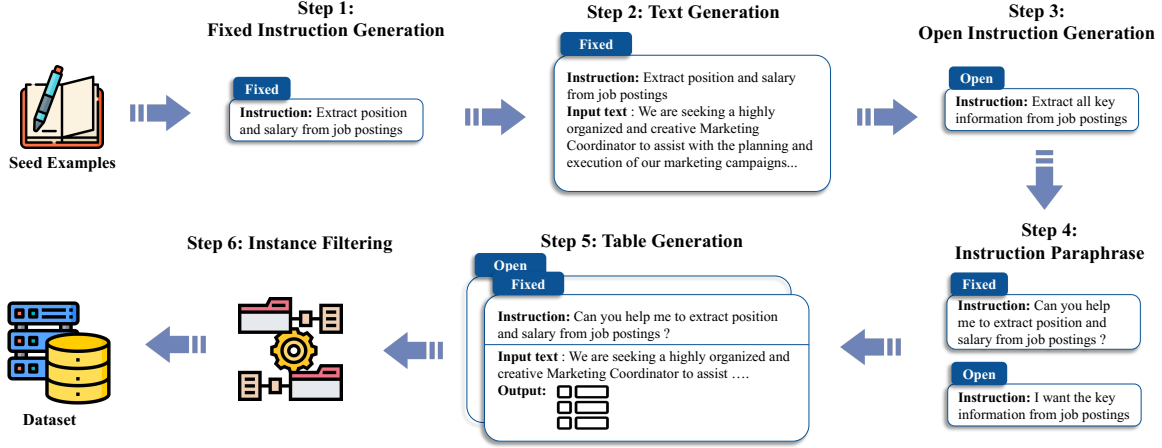 Step 1:
Fixed Instruction Generation
Seed Examples
Fixed
Instruction: Extract position
and salary from job postings
Step 2: Text Generation
Fixed
Instruction: Extract position and salary
from job postings
Input text : We are seeking a highly
organized and creative Marketing
Coordinator to assist with the planning and
execution of our marketing campaigns...
Step 3:
Open Instruction Generation
Open
Instruction: Extract all key
information from job postings
Step 4:
Instruction Paraphrase
Fixed
Instruction: Can you help
me to extract position and
salary from job postings ?
Open
Instruction: I want the key
information from job postings
Step 5: Table Generation
Open
Fixed
Instruction: Can you help me to extract position
and salary from job postings ?
Input text : We are seeking a highly organized and
creative Marketing Coordinator to assist ….
Output:
Step 6: Instance Filtering
Dataset